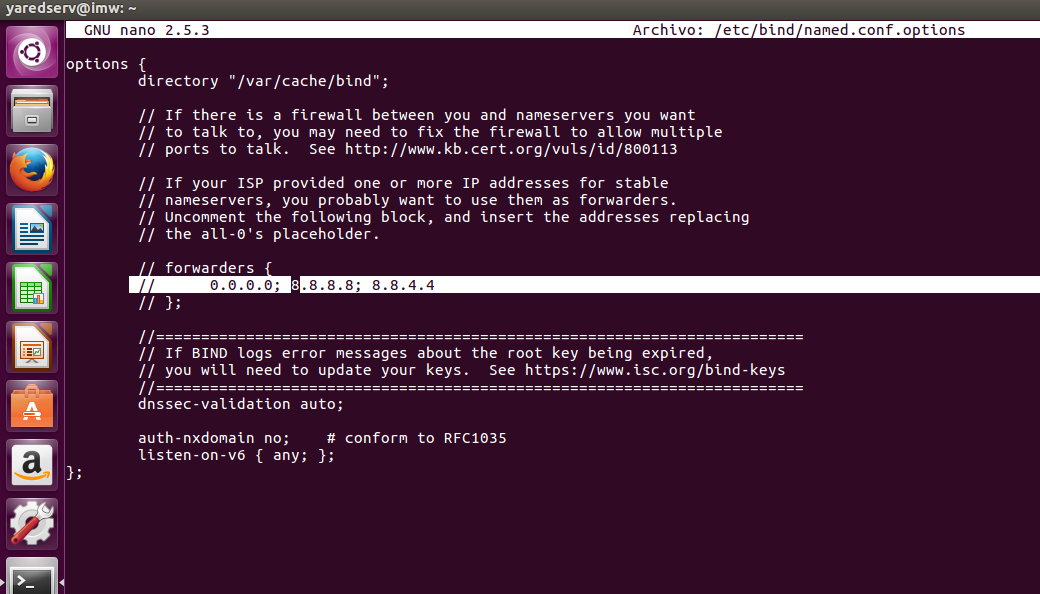 yaredserv@imw: ~
GNU nano 2.5.3 Archivo: /etc/bind/named.conf.options
options {
directory "/var/cache/bind";
// If there is a firewall between you and nameservers you want
// to talk to, you may need to fix the firewall to allow multiple
// ports to talk.  See http://www.kb.cert.org/vuls/id/800113
// If your ISP provided one or more IP addresses for stable
// nameservers, you probably want to use them as forwarders.
// Uncomment the following block, and insert the addresses replacing
// the all-0's placeholder.
// forwarders {
//      0.0.0.0; 8.8.8.8; 8.8.4.4
// };
//========================================================================
// If BIND logs error messages about the root key being expired,
// you will need to update your keys.  See https://www.isc.org/bind-keys
//========================================================================
dnssec-validation auto;
auth-nxdomain no;    # conform to RFC1035
listen-on-v6 { any; };
};